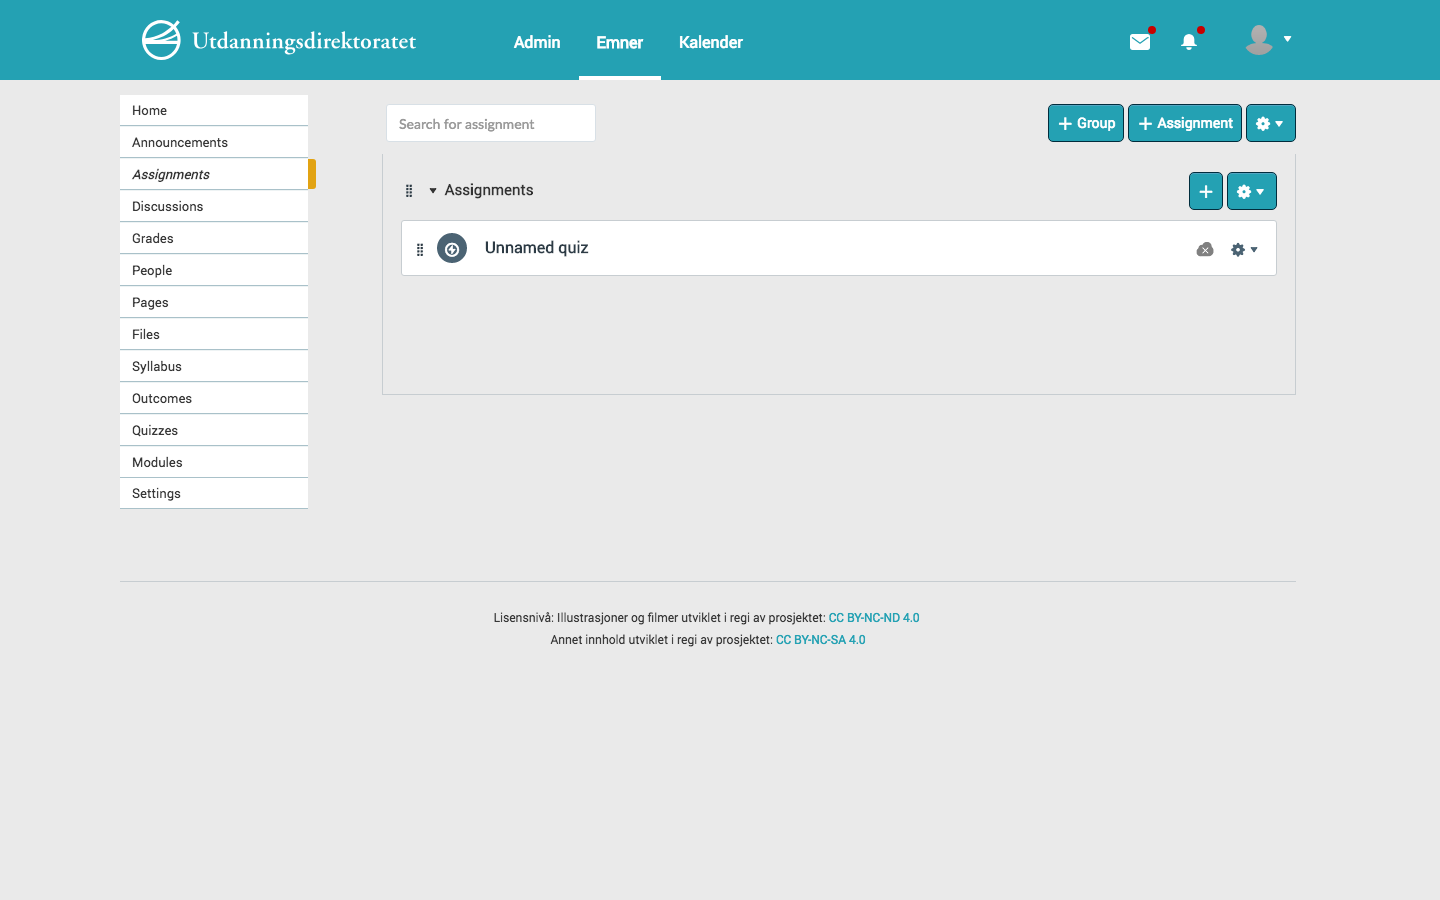 Utdanningsdirektoratet
Admin
Emner
Kalender
Home
Announcements
Assignments
Discussions
Grades
People
Pages
Files
Syllabus
Outcomes
Quizzes
Modules
Settings
Search for assignment
Group
Assignment
Assignments
Unnamed quiz
Lisensnivå: Illustrasjoner og filmer utviklet i regi av prosjektet: CC BY-NC-ND 4.0
Annet innhold utviklet i regi av prosjektet: CC BY-NC-SA 4.0